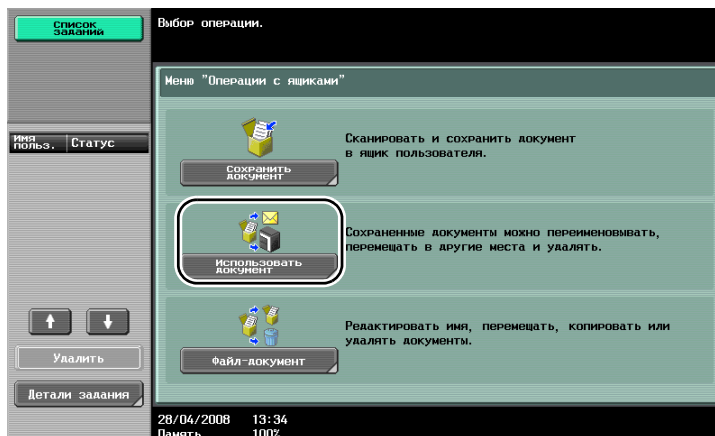 Список
заданий
Выбор операции.
Меню "Операции с ящиками"
Имя
польз.
Статус
Сканировать и сохранить документ
в ящик пользователя.
Сохранить
документ
Сохраненные документы можно переименовывать,
перемещать в другие места и удалять.
Использовать
документ
Редактировать имя, перемещать, копировать или
удалять документы.
Файл-документ
Удалить
Детали задания
28/04/2008 13:34
Память 100%